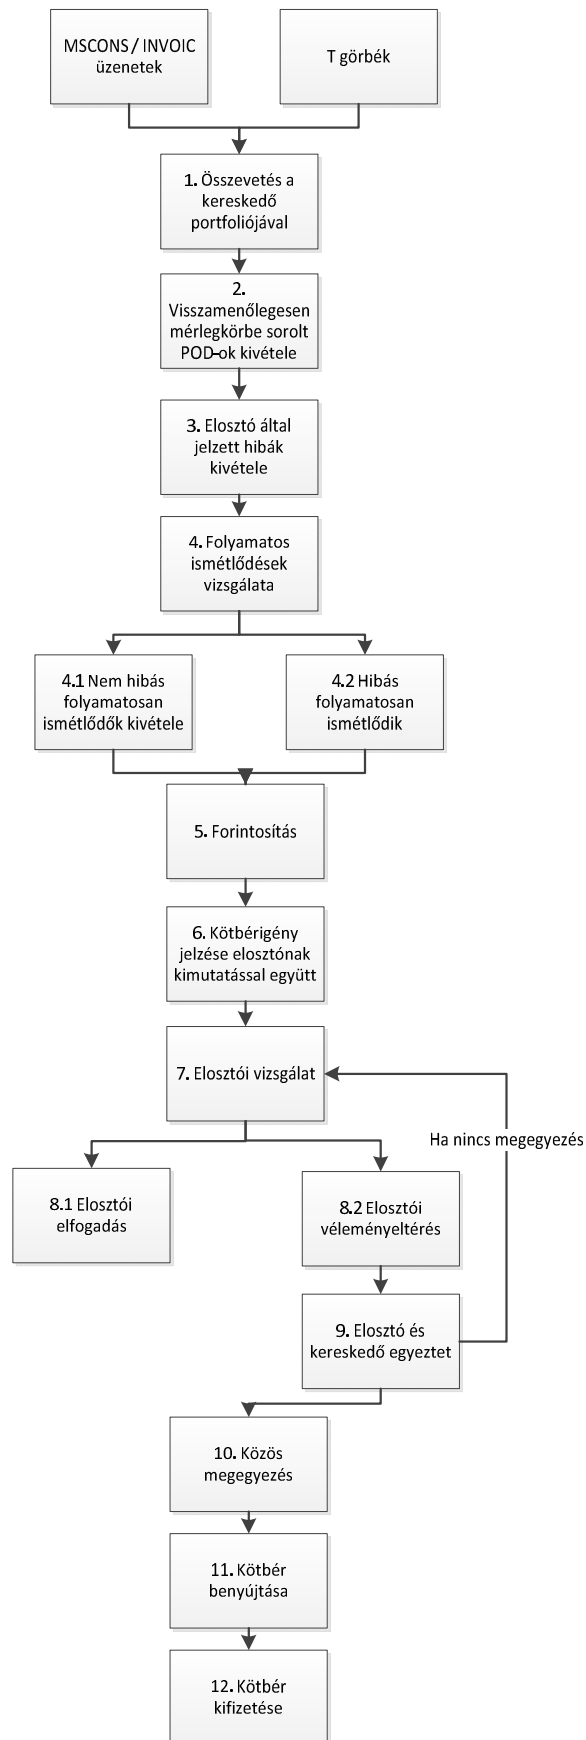 MSCONS / INVOIC
üzenetek
T görbék
1. Összevetés a
kereskedő
portfoliójával
2.
Visszamenőlegesen
mérlegkörbe sorolt
POD-ok kivétele
3. Elosztó által
jelzett hibák
kivétele
4. Folyamatos
ismétlődések
vizsgálata
4.1 Nem hibás
folyamatosan
ismétlődők kivétele
4.2 Hibás
folyamatosan
ismétlődik
5. Forintosítás
6. Kötbérigény
jelzése elosztónak
kimutatással együtt
7. Elosztói vizsgálat
Ha nincs megegyezés
8.1 Elosztói
elfogadás
8.2 Elosztói
véleményeltérés
9. Elosztó és
kereskedő egyeztet
10. Közös
megegyezés
11. Kötbér
benyújtása
12. Kötbér
kifizetése